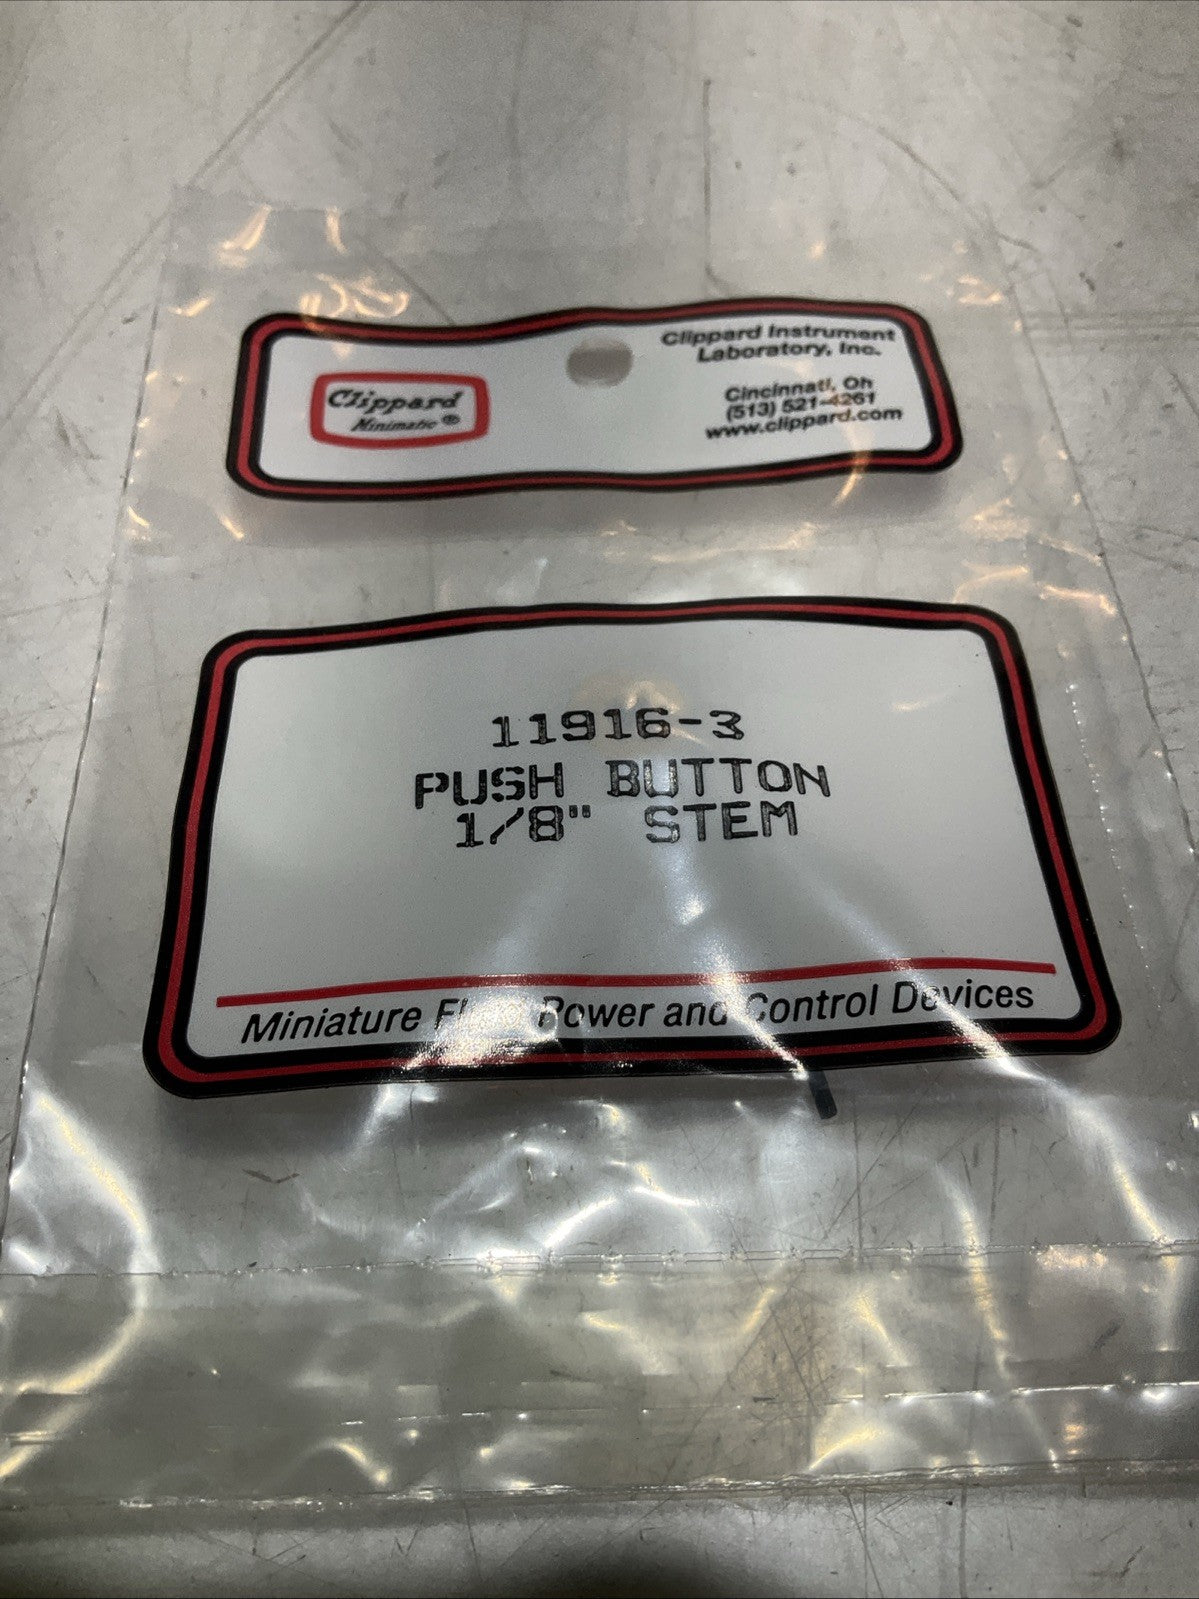 Clippard
Minimatic ®
Clippard Instrument
Laboratory, Inc.
Cincinnati, Oh
(513) 521-4261
www.clippard.com
11916-3
PUSH BUTTON
1/8" STEM
Miniature Fluid Power and Control Devices